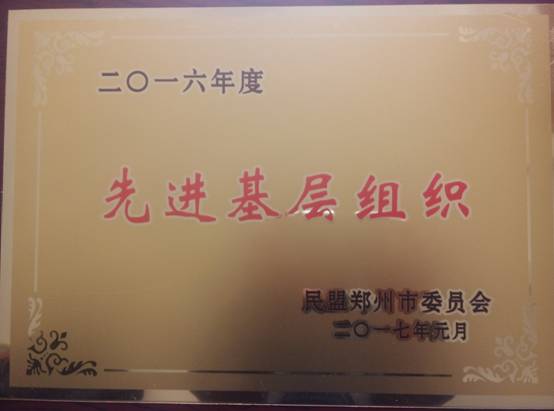 二〇一六年度
先进基层组织
民盟郑州市委员会
二〇一七年元月